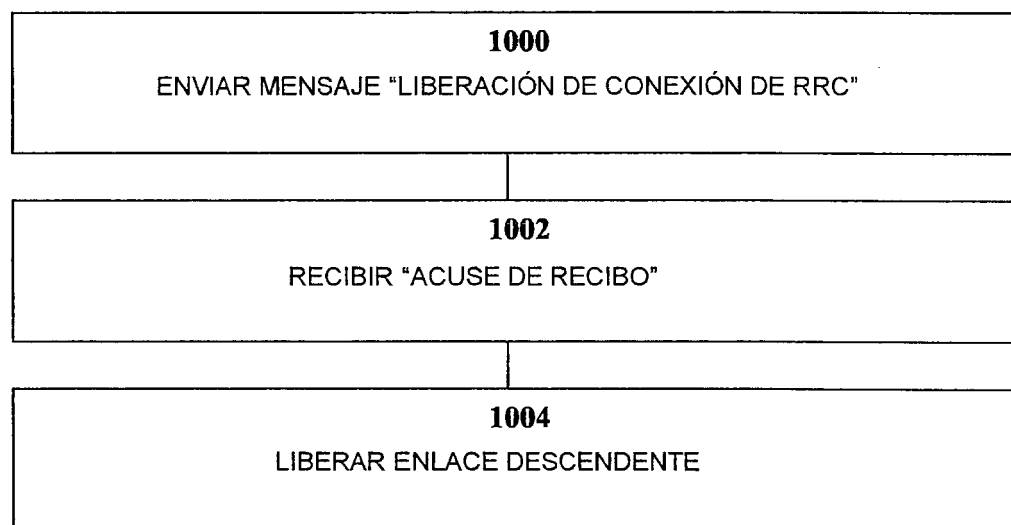 1000
ENVIAR MENSAJE “LIBERACIÓN DE CONEXIÓN DE RRC”
1002
RECIBIR “ACUSE DE RECIBO”
1004
LIBERAR ENLACE DESCENDENTE